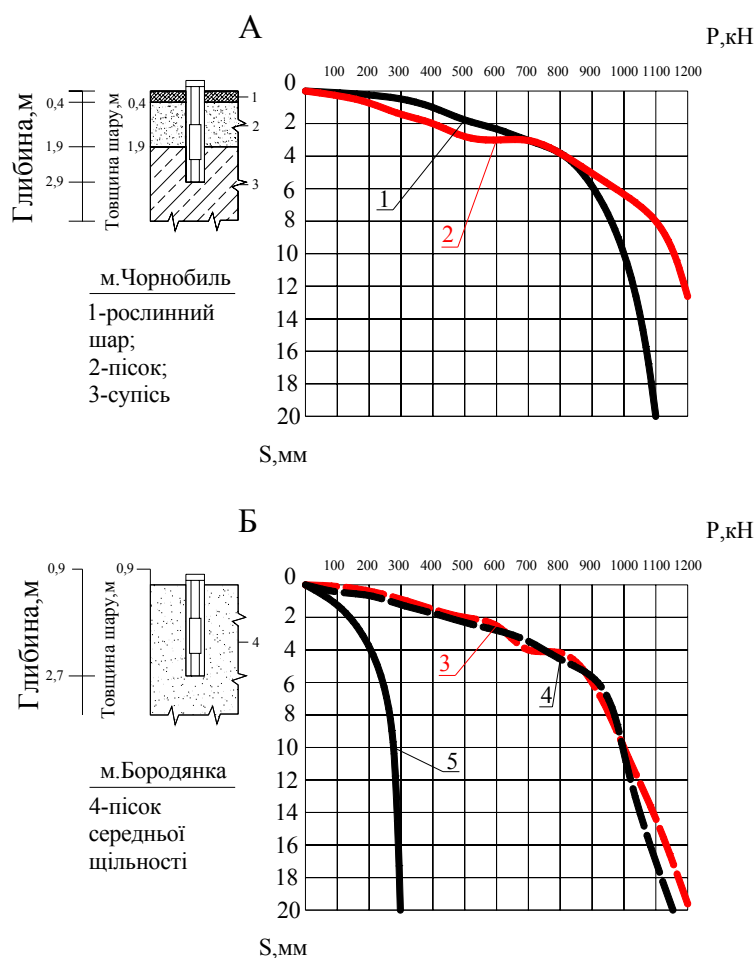 А
Р,кН
0
100 200 300 400 500 600 700 800 900 1000 1100 1200
2
4
6
8
10
12
14
16
18
20
S,мм
1
2
Глибина,м
0,4
1,9
2,9
Товщина шару,м
0,4
1,9
1
2
3
м.Чорнобиль
1-рослинний
шар;
2-пісок;
3-супісь
Б
Р,кН
0
100 200 300 400 500 600 700 800 900 1000 1100 1200
2
4
6
8
10
12
14
16
18
20
S,мм
3
4
5
Глибина,м
0,9
2,7
Товщина шару,м
0,9
4
м.Бородянка
4-пісок
середньої
щільності